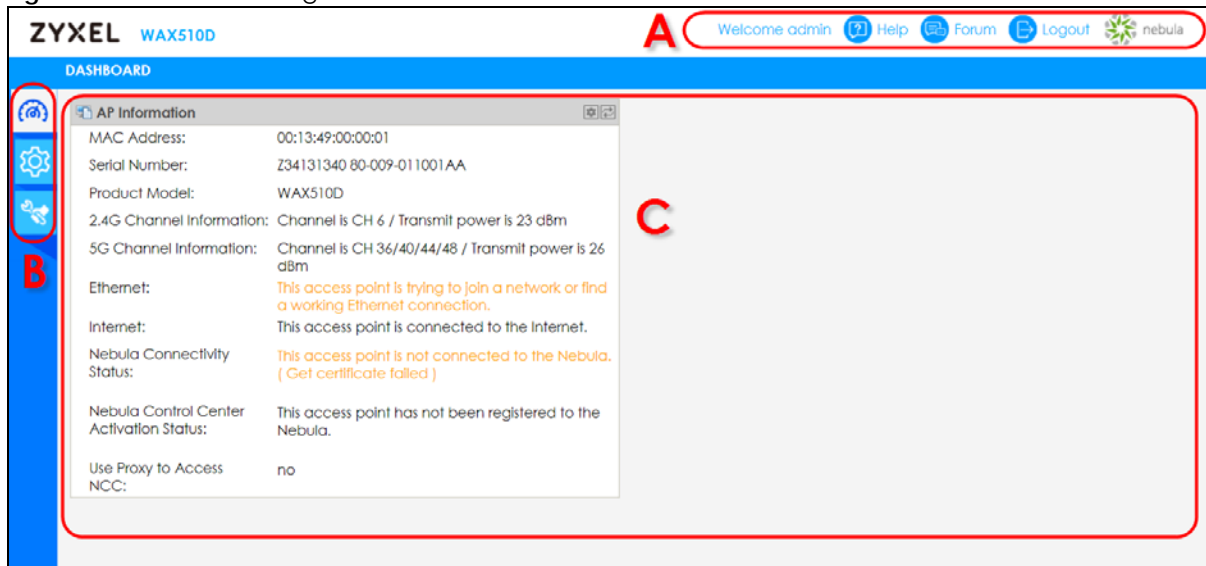 ZYXEL WAX510D
A
Welcome admin Help Forum Logout nebula
DASHBOARD
AP Information
MAC Address: 00:13:49:00:00:01
Serial Number: Z34131340 80-009-011001AA
Product Model: WAX510D
2.4G Channel Information: Channel is CH 6 / Transmit power is 23 dBm
5G Channel Information: Channel is CH 36/40/44/48 / Transmit power is 26
dBm
Ethernet: This access point is trying to join a network or find
a working Ethernet connection.
Internet: This access point is connected to the Internet.
Nebula Connectivity This access point is not connected to the Nebula.
Status: ( Get certificate failed )
Nebula Control Center This access point has not been registered to the
Activation Status: Nebula.
Use Proxy to Access no
NCC:
B
C